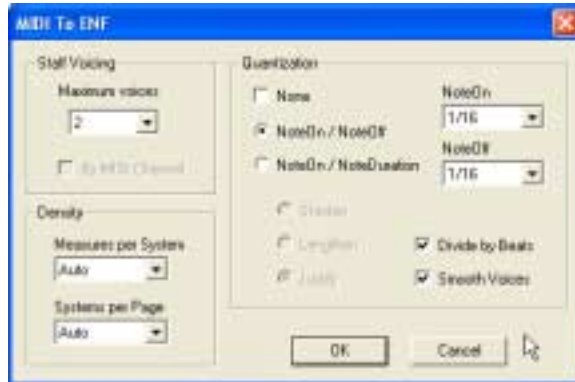 MIDI To ENF
Staff Voicing
Maximum voices
2
By MIDI Channel
Density
Measures per System
Auto
Systems per Page
Auto
Quantization
None
NoteOn / NoteOff
NoteOn / NoteDuration
Shorten
Lengthen
Justify
NoteOn
1/16
NoteOff
1/16
Divide by Beats
Smooth Voices
OK
Cancel